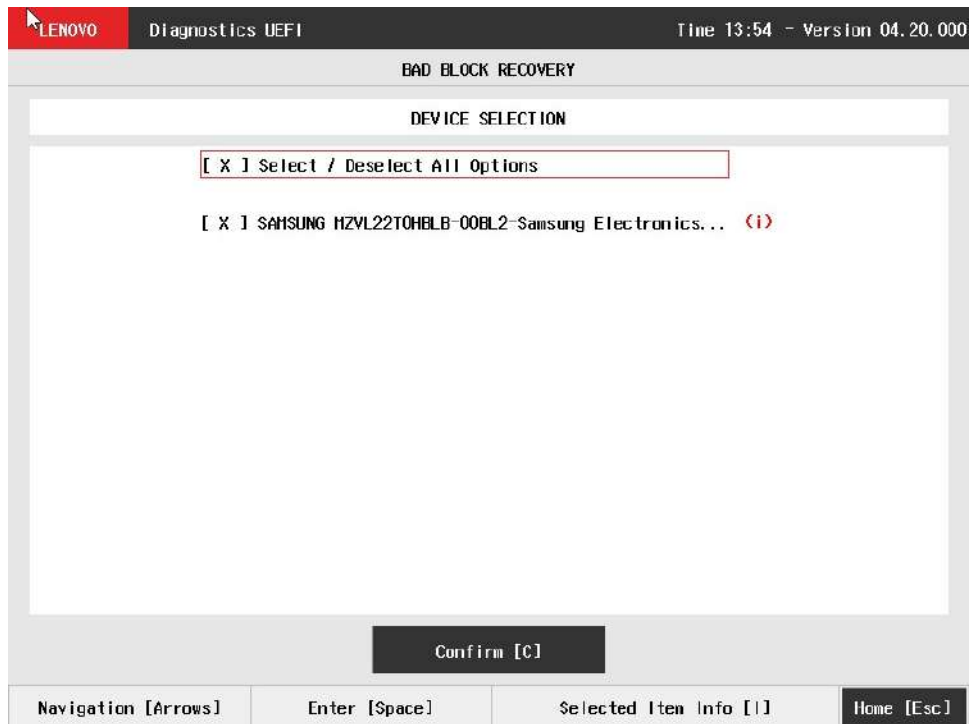 LENOVO Diagnostics UEFI Time 13:54 - Version 04.20.000
BAD BLOCK RECOVERY
DEVICE SELECTION
[ X ] Select / Deselect All Options
[ X ] SAMSUNG MZVL22T0HBLB-00BL2-Samsung Electronics... (i)
Confirm [C]
Navigation [Arrows] Enter [Space] Selected Item Info [I] Home [Esc]